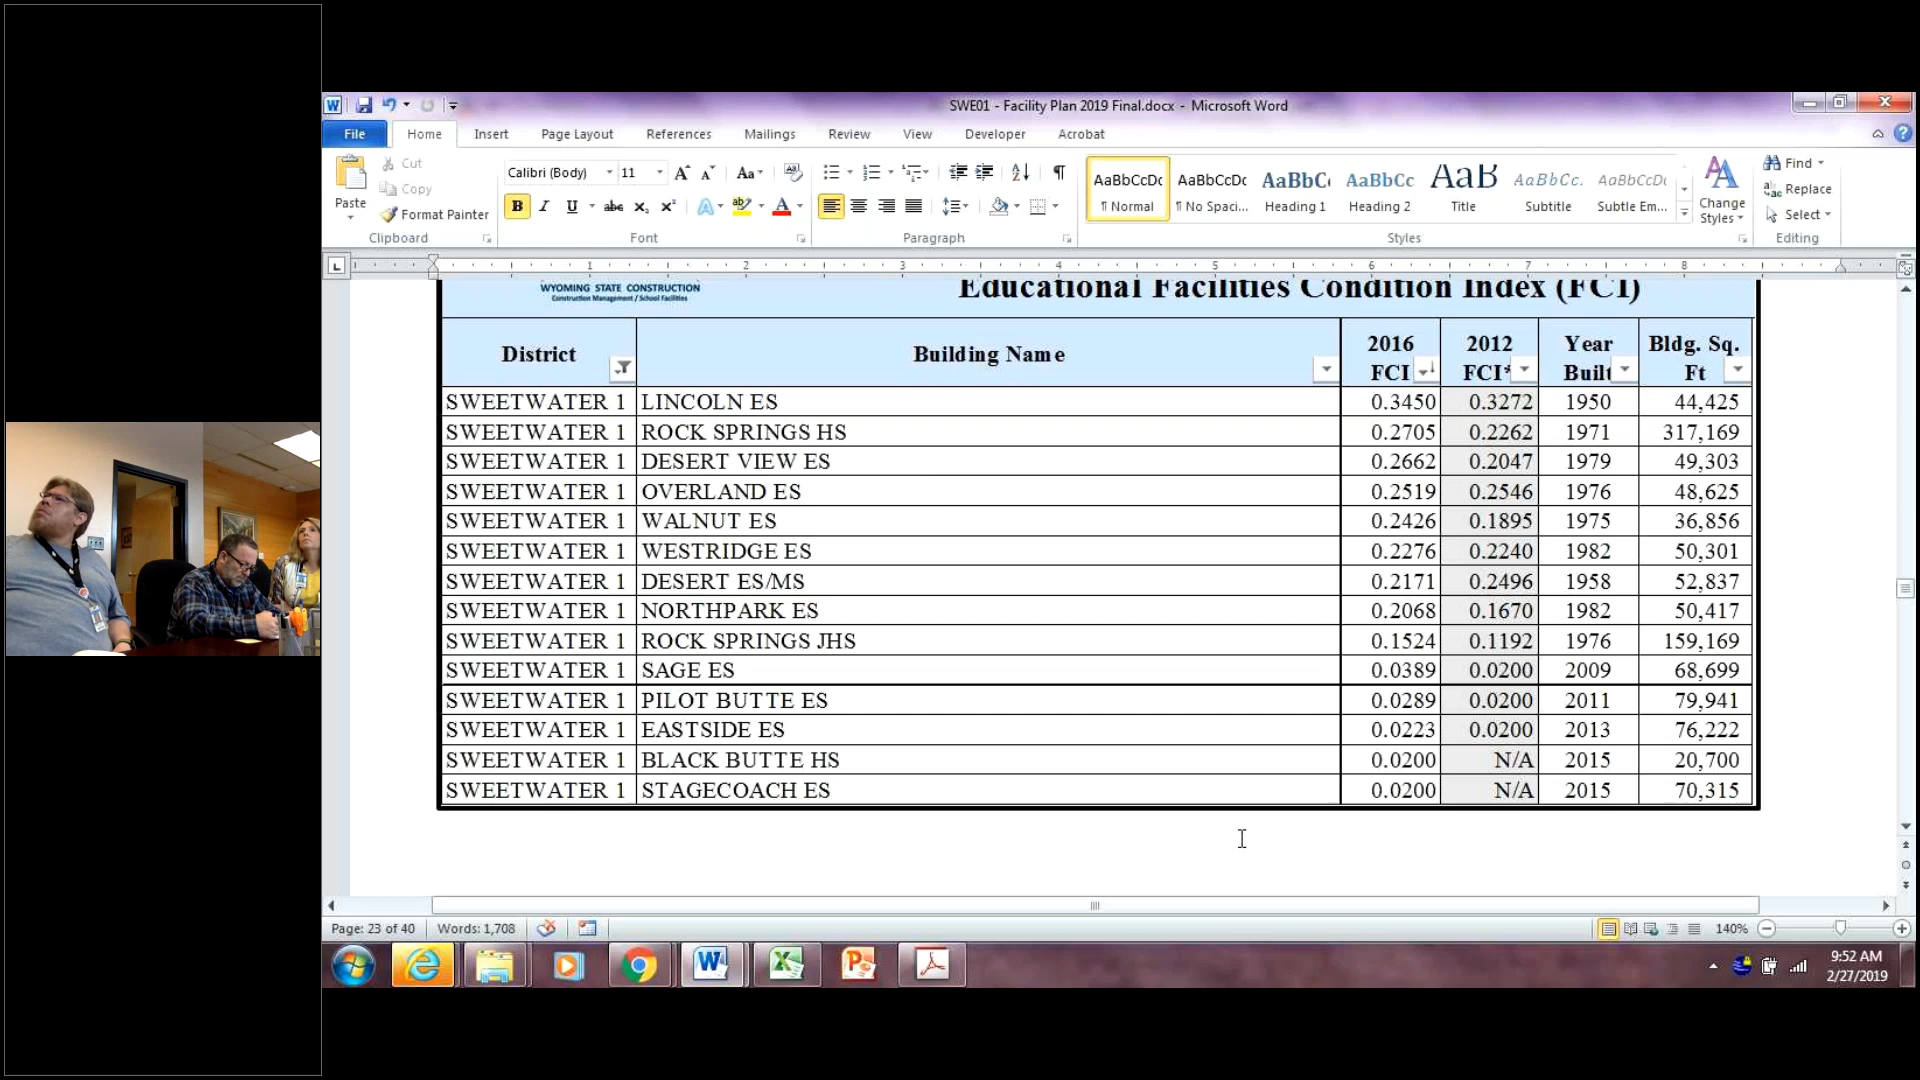 SWE01 - Facility Plan 2019 Final.docx - Microsoft Word
File Home Insert Page Layout References Mailings Review View Developer Acrobat
Paste
Cut
Copy
Format Painter
Clipboard
Calibri (Body) 11
Font
Paragraph
AaBbCcDc AaBbCcDc AaBbC AaBbCc AaB AaBbCc. AaBbCcDc
¶ Normal ¶ No Spaci... Heading 1 Heading 2 Title Subtitle Subtle Em...
Change Styles
Styles
Find
Replace
Select
Editing
1 2 3 4 5 6 7 8
WYOMING STATE CONSTRUCTION
Construction Management / School Facilities
Educational Facilities Condition Index (FCI)
District Building Name 2016 FCI 2012 FCI* Year Built Bldg. Sq. Ft
SWEETWATER 1 LINCOLN ES 0.3450 0.3272 1950 44,425
SWEETWATER 1 ROCK SPRINGS HS 0.2705 0.2262 1971 317,169
SWEETWATER 1 DESERT VIEW ES 0.2662 0.2047 1979 49,303
SWEETWATER 1 OVERLAND ES 0.2519 0.2546 1976 48,625
SWEETWATER 1 WALNUT ES 0.2426 0.1895 1975 36,856
SWEETWATER 1 WESTRIDGE ES 0.2276 0.2240 1982 50,301
SWEETWATER 1 DESERT ES/MS 0.2171 0.2496 1958 52,837
SWEETWATER 1 NORTHPARK ES 0.2068 0.1670 1982 50,417
SWEETWATER 1 ROCK SPRINGS JHS 0.1524 0.1192 1976 159,169
SWEETWATER 1 SAGE ES 0.0389 0.0200 2009 68,699
SWEETWATER 1 PILOT BUTTE ES 0.0289 0.0200 2011 79,941
SWEETWATER 1 EASTSIDE ES 0.0223 0.0200 2013 76,222
SWEETWATER 1 BLACK BUTTE HS 0.0200 N/A 2015 20,700
SWEETWATER 1 STAGECOACH ES 0.0200 N/A 2015 70,315
Page: 23 of 40 Words: 1,708 140%
9:52 AM
2/27/2019